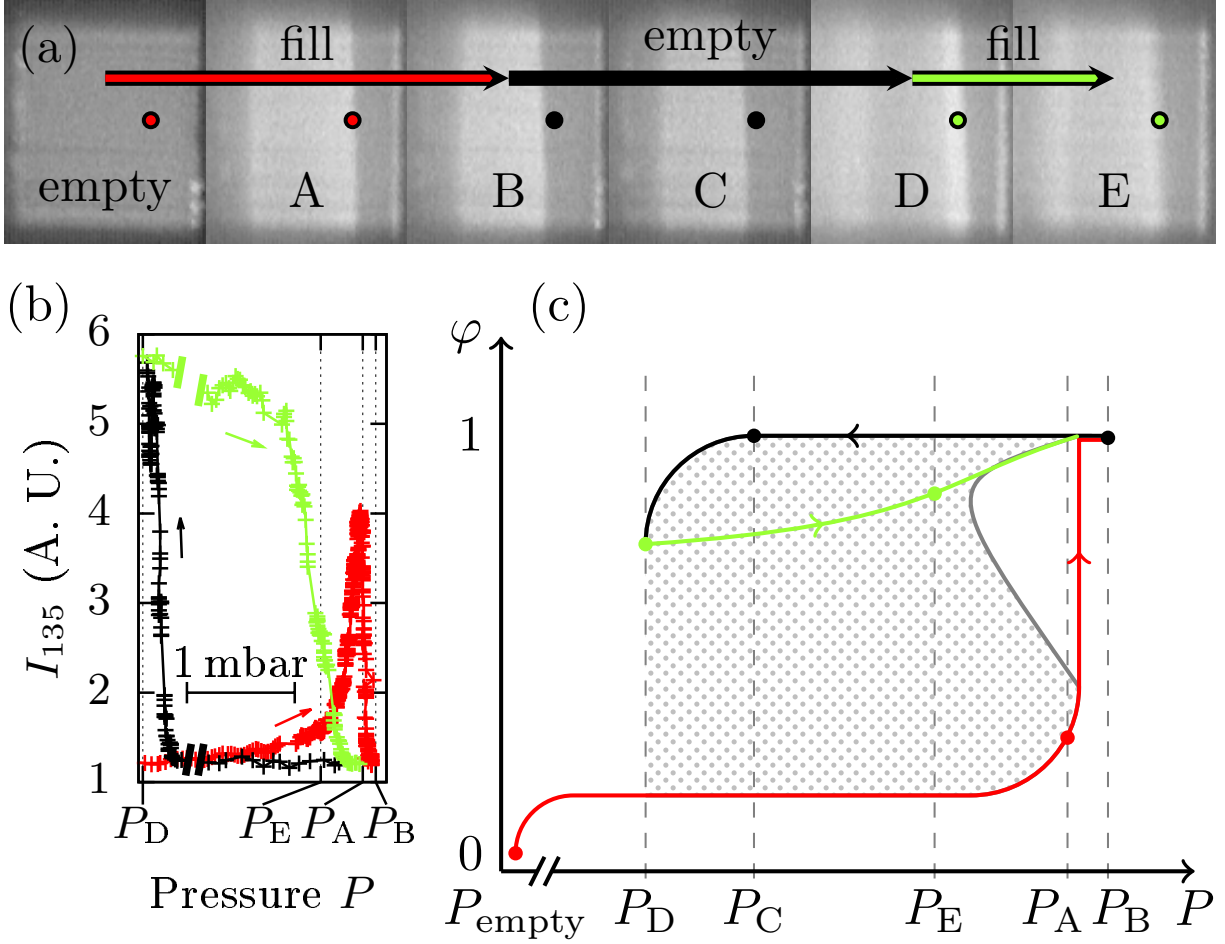 (a) fill empty fill
empty A B C D E
(b)
6
5
4
3
2
1
I135 (A. U.)
1 mbar
PD PE PA PB
Pressure P
(c)
φ
1
0
Pempty PD PC PE PA PB P